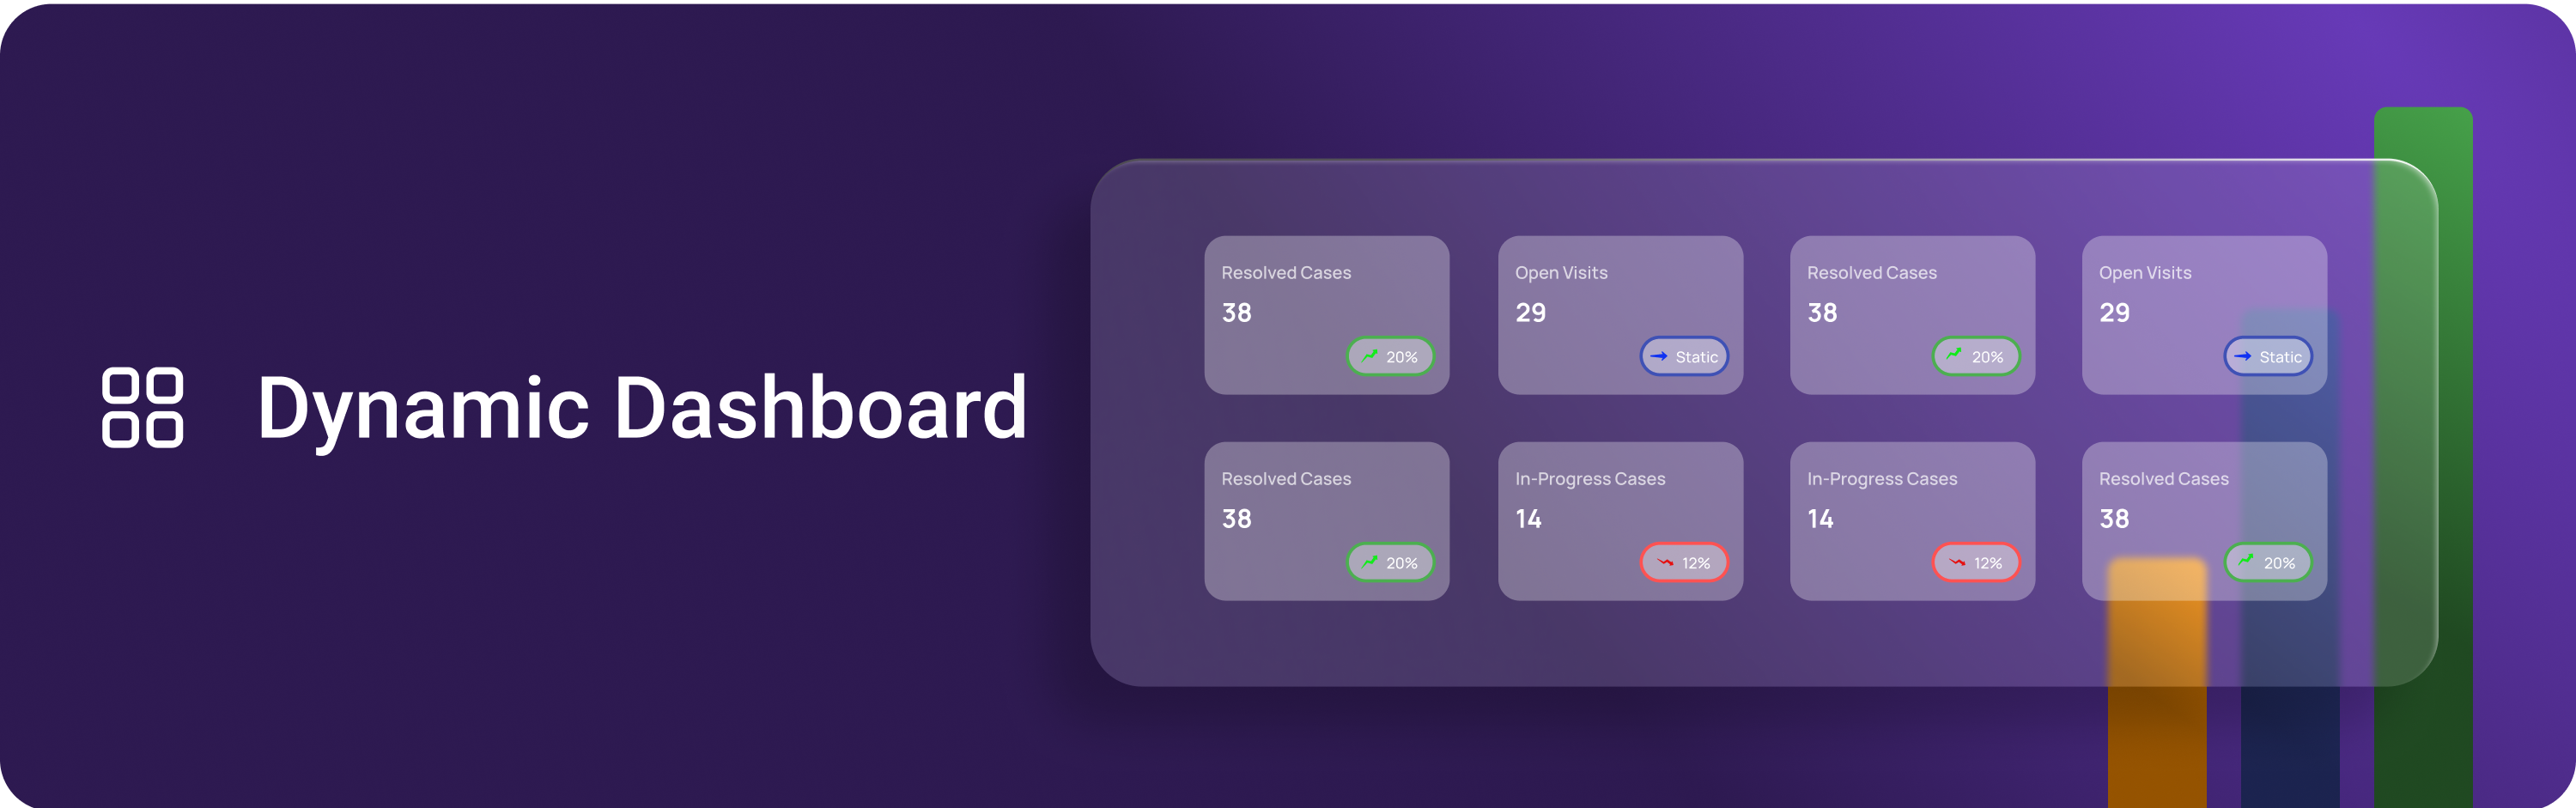 Dynamic Dashboard
Resolved Cases
38
20%
Open Visits
29
Static
Resolved Cases
38
20%
Open Visits
29
Static
Resolved Cases
38
20%
In-Progress Cases
14
12%
In-Progress Cases
14
12%
Resolved Cases
38
20%